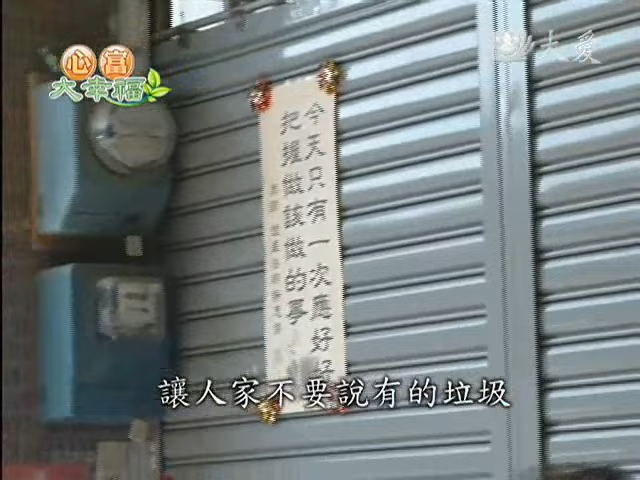 心富
大幸福
大愛
今天只有一次應好好
把握做該做的事
讓人家不要說有的垃圾